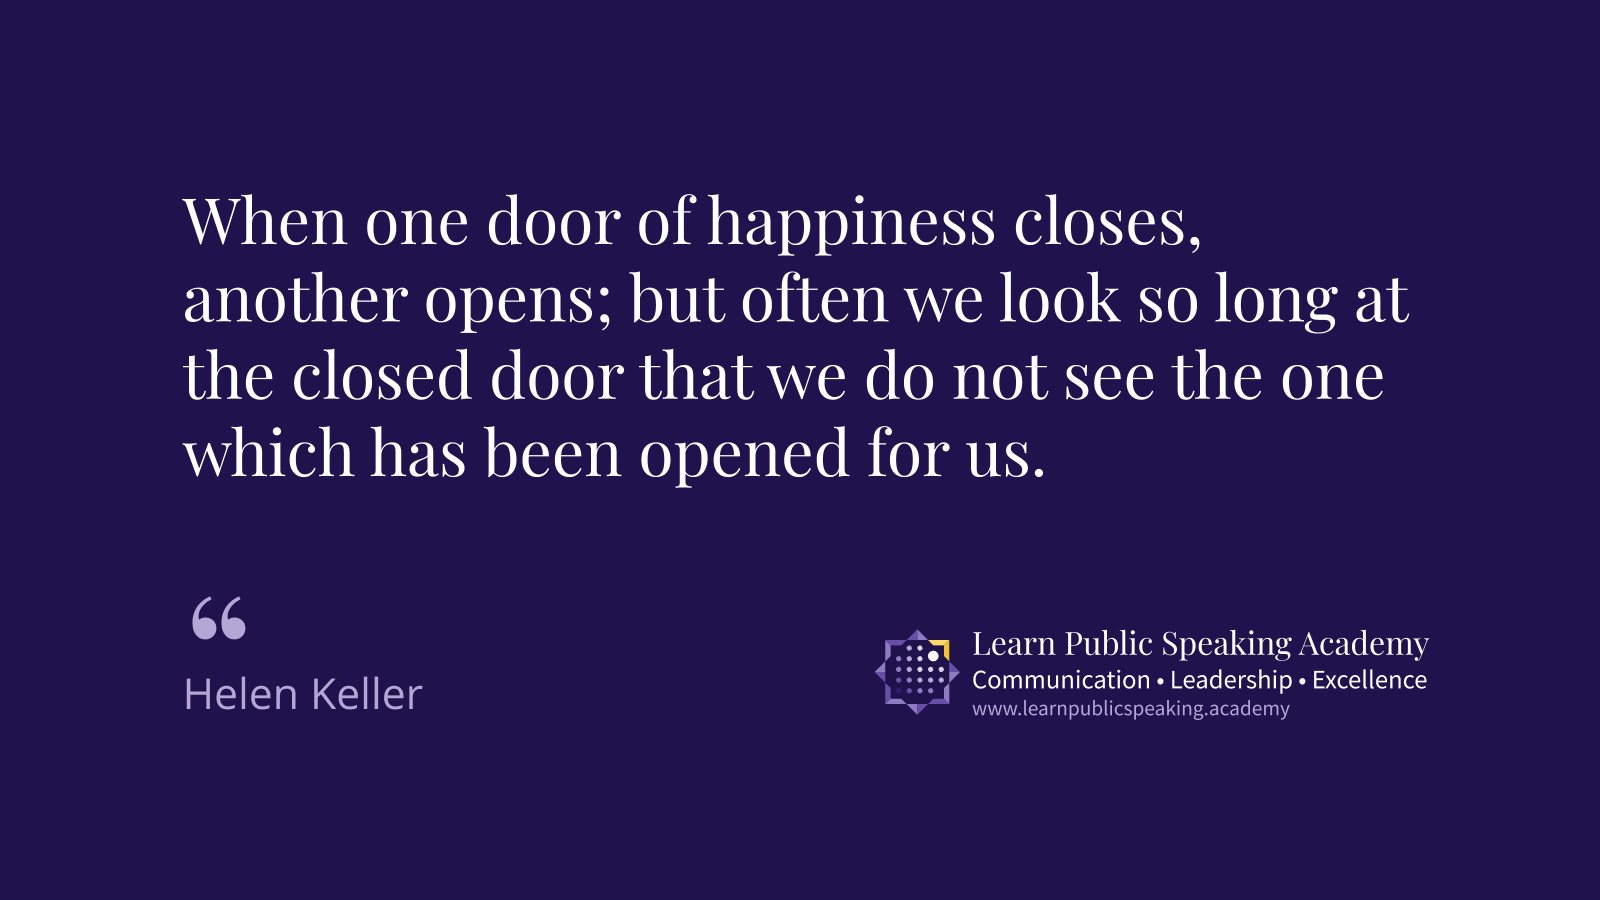 When one door of happiness closes,
another opens; but often we look so long at
the closed door that we do not see the one
which has been opened for us.
“
Helen Keller
Learn Public Speaking Academy
Communication • Leadership • Excellence
www.learnpublicspeaking.academy